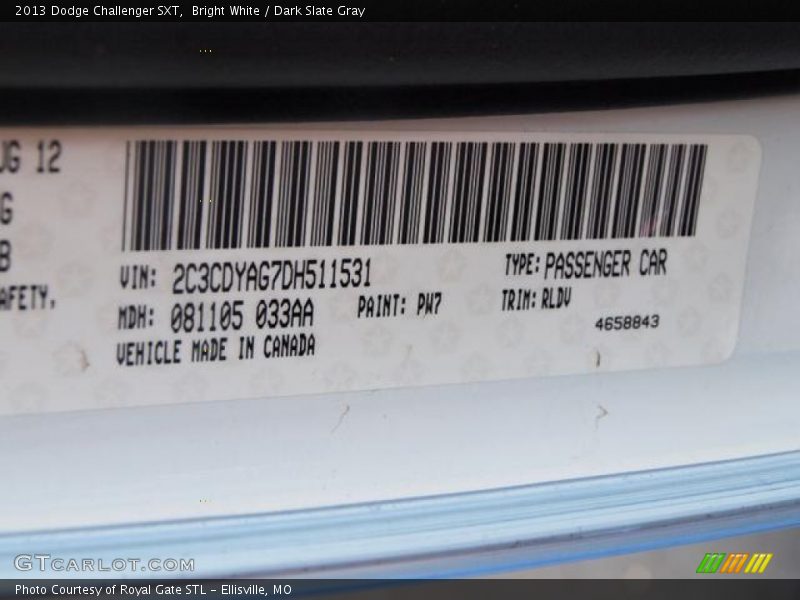 2013 Dodge Challenger SXT,  Bright White / Dark Slate Gray
UG 12
G
B
AFETY.
VIN: 2C3CDYAG7DH511531
TYPE: PASSENGER CAR
MDH: 081105 033AA
PAINT: PW7
TRIM: RLDV
VEHICLE MADE IN CANADA
4658843
GTCARLOT.COM
Photo Courtesy of Royal Gate STL – Ellisville, MO